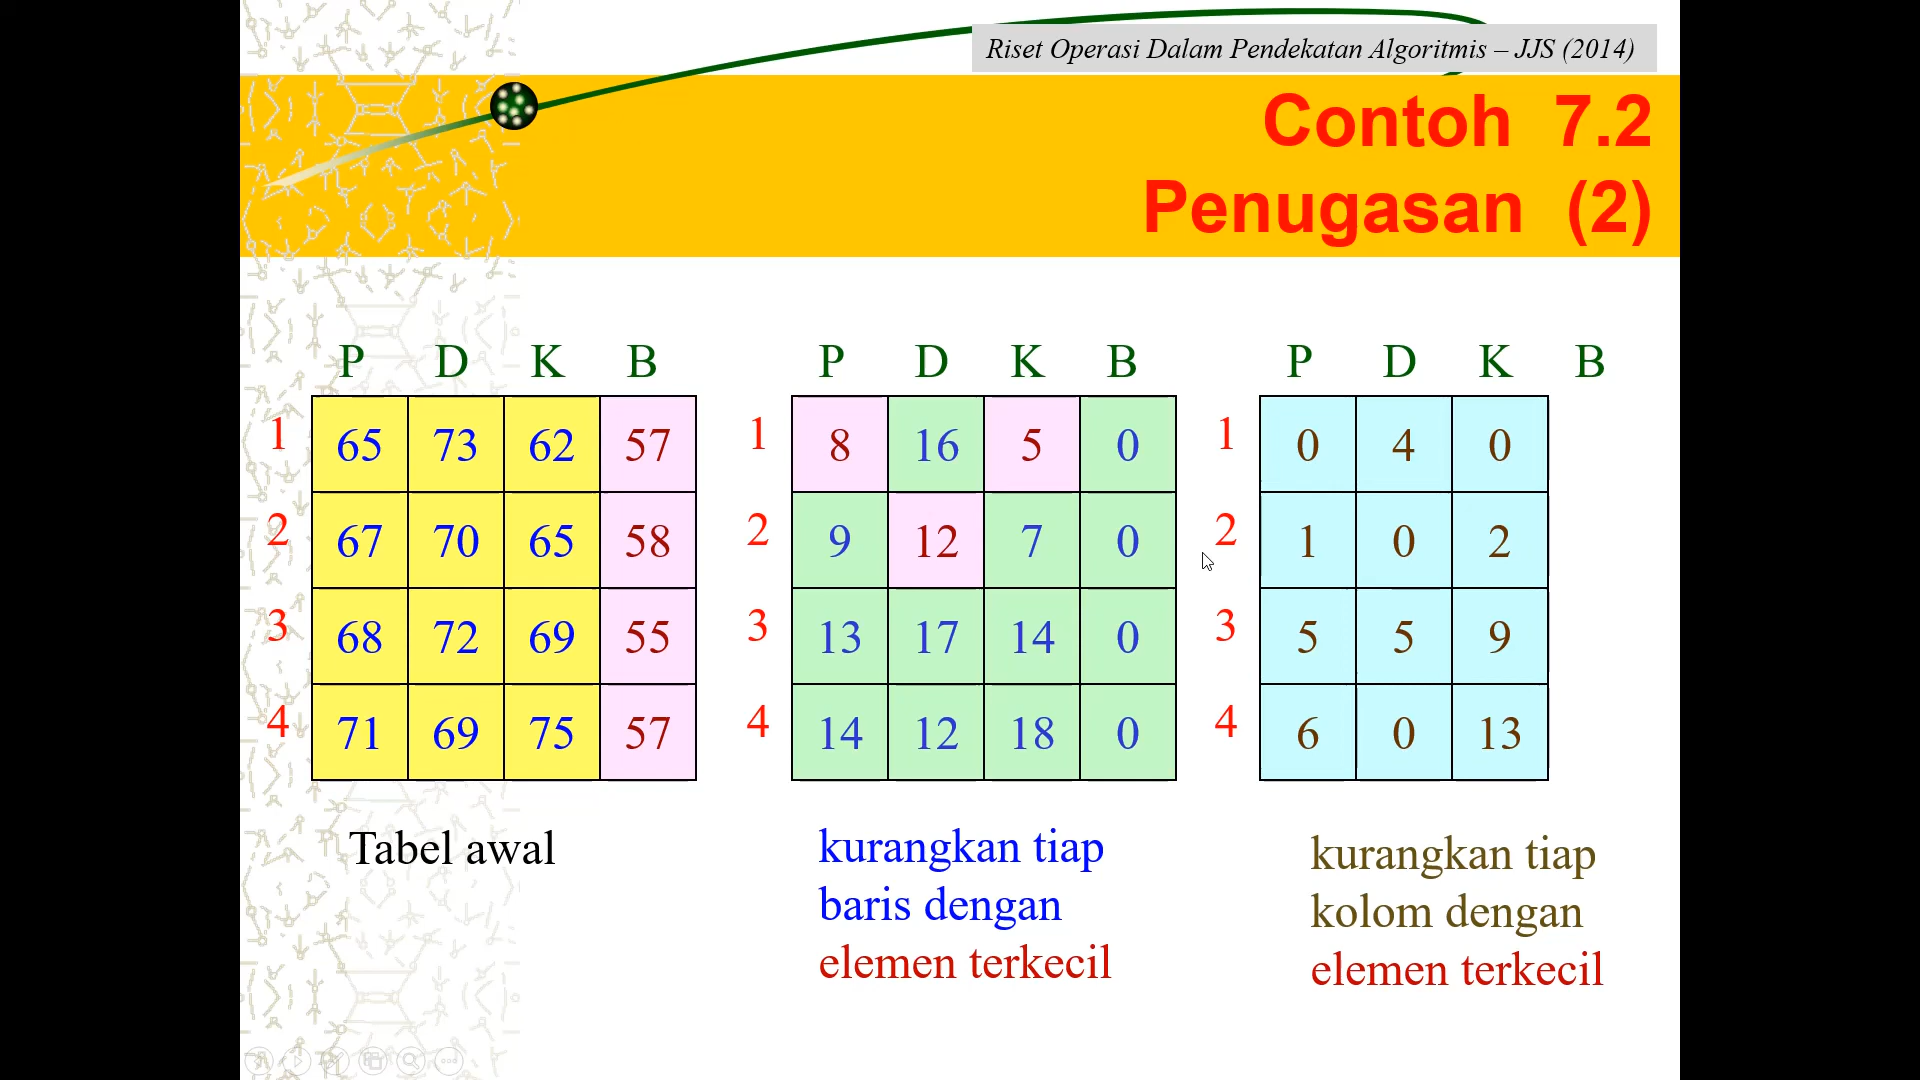 Riset Operasi Dalam Pendekatan Algoritmis – JJS (2014)
Contoh 7.2
Penugasan (2)
P D K B
1 65 73 62 57
2 67 70 65 58
3 68 72 69 55
4 71 69 75 57
Tabel awal
P D K B
1 8 16 5 0
2 9 12 7 0
3 13 17 14 0
4 14 12 18 0
kurangkan tiap
baris dengan
elemen terkecil
P D K B
1 0 4 0
2 1 0 2
3 5 5 9
4 6 0 13
kurangkan tiap
kolom dengan
elemen terkecil